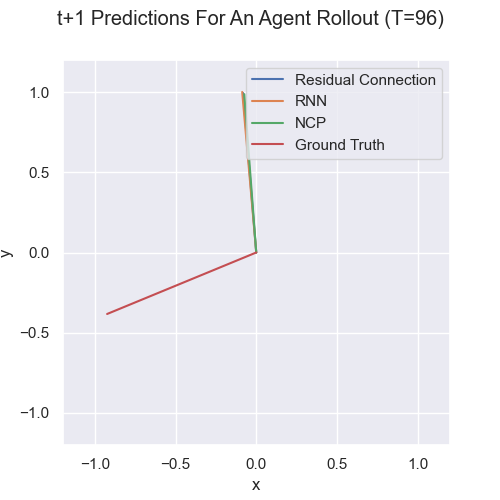 t+1 Predictions For An Agent Rollout (T=96)
Residual Connection
RNN
NCP
Ground Truth
1.0
0.5
0.0
−0.5
−1.0
y
−1.0 −0.5 0.0 0.5 1.0
x